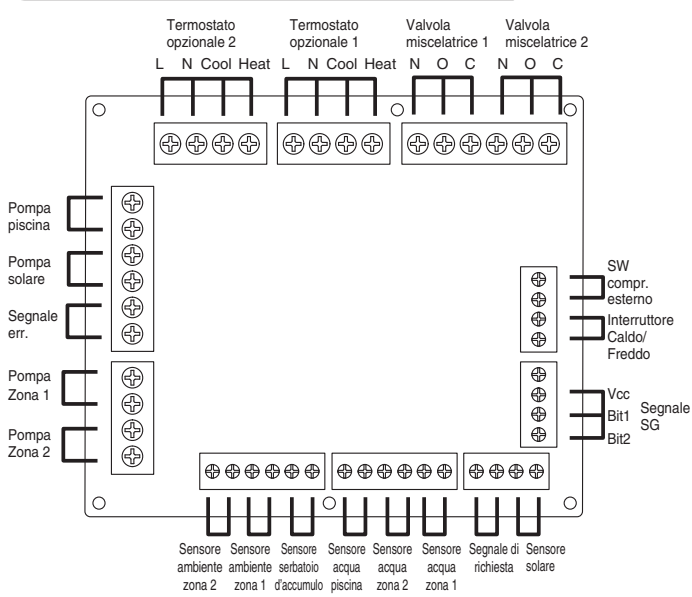 Termostato opzionale 2
Termostato opzionale 1
Valvola miscelatrice 1
Valvola miscelatrice 2
L N Cool Heat
L N Cool Heat
N O C
N O C
Pompa
piscina
Pompa
solare
Segnale
err.
Pompa
Zona 1
Pompa
Zona 2
SW
compr.
esterno
Interruttore
Caldo/
Freddo
Vcc
Bit1
Bit2
Segnale
SG
Sensore
ambiente
zona 2
Sensore
ambiente
zona 1
Sensore
serbatoio
d'accumulo
Sensore
acqua
piscina
Sensore
acqua
zona 2
Sensore
acqua
zona 1
Segnale di
richiesta
Sensore
solare